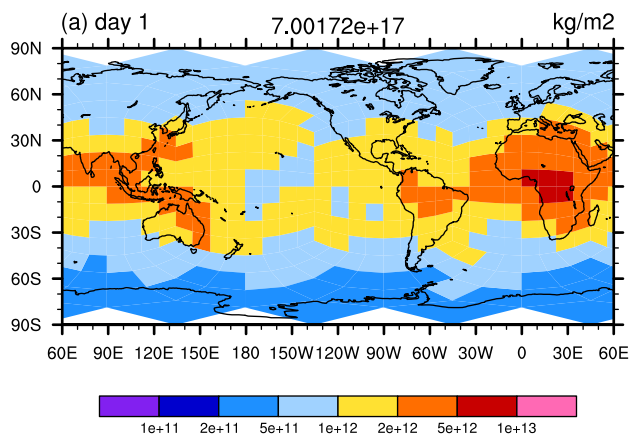 (a) day 1 7.00172e+17 kg/m2
90N
60N
30N
0
30S
60S
90S
60E 90E 120E 150E 180 150W 120W 90W 60W 30W 0 30E 60E
1e+11 2e+11 5e+11 1e+12 2e+12 5e+12 1e+13